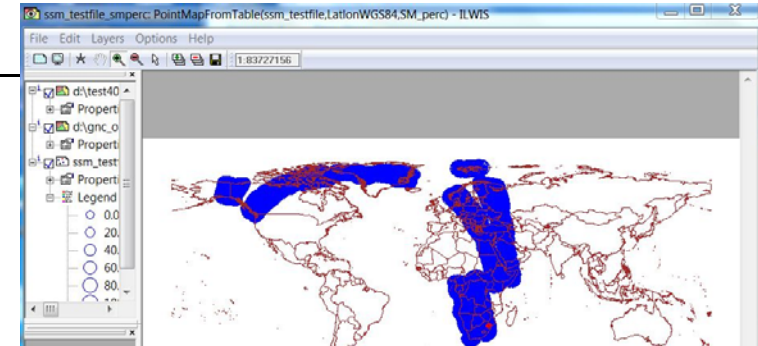 ssm_testfile_smperc: PointMapFromTable(ssm_testfile,LatlonWGS84,SM_perc) - ILWIS
File Edit Layers Options Help
1:83727156
d:\test40
Properti
d:\gnc_o
Properti
ssm_test
Properti
Legend
0.0
20.
40.
60.
80.